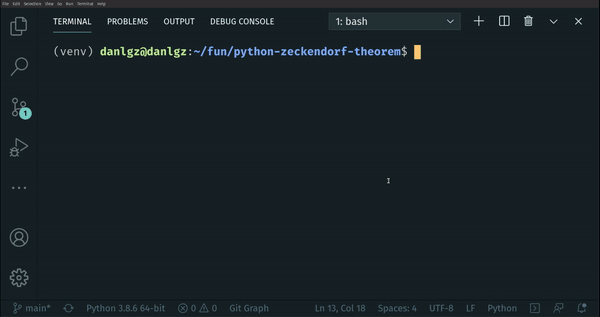 File Edit Selection View Go Run Terminal Help
TERMINAL PROBLEMS OUTPUT DEBUG CONSOLE 1: bash
(venv) danlgz@danlgz:~/fun/python-zeckendorf-theorem$
1
main* Python 3.8.6 64-bit 0 0 Git Graph Ln 13, Col 18 Spaces: 4 UTF-8 LF Python